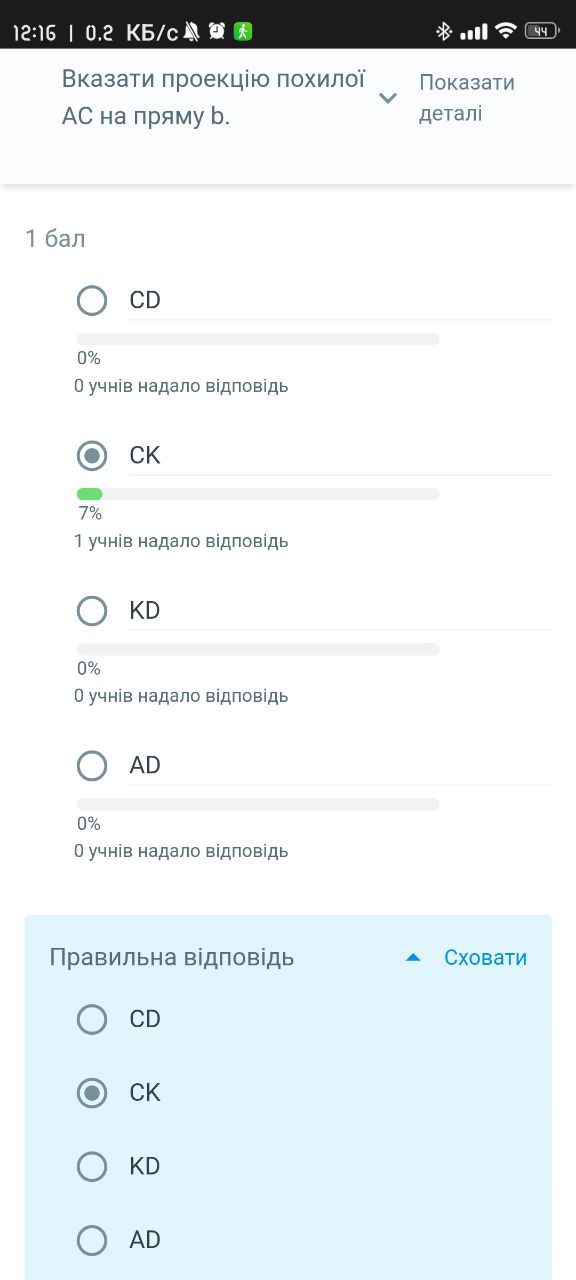 12:16 | 0,2 КБ/с 44
Вказати проекцію похилої
АС на пряму b.
Показати
деталі
1 бал
CD
0%
0 учнів надало відповідь
CK
7%
1 учнів надало відповідь
KD
0%
0 учнів надало відповідь
AD
0%
0 учнів надало відповідь
Правильна відповідь
Сховати
CD
CK
KD
AD